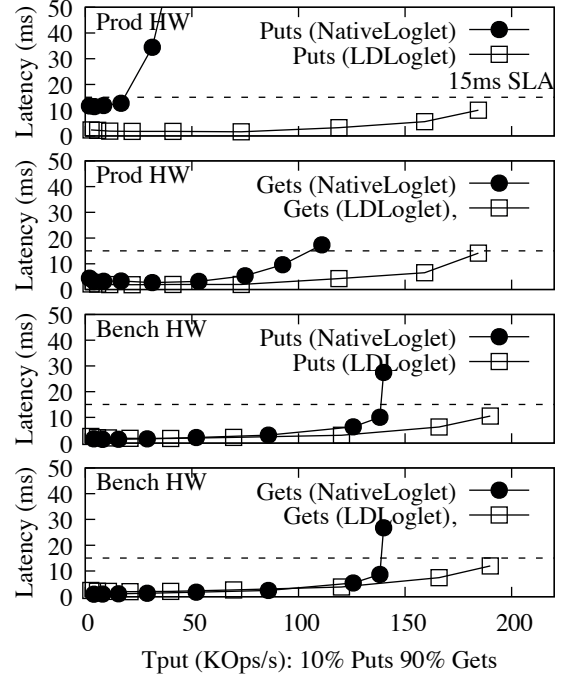 Latency (ms)
50
40
30
20
10
0
Prod HW
Puts (NativeLoglet)
Puts (LDLoglet)
15ms SLA
Latency (ms)
50
40
30
20
10
0
Prod HW
Gets (NativeLoglet)
Gets (LDLoglet),
Latency (ms)
50
40
30
20
10
0
Bench HW
Puts (NativeLoglet)
Puts (LDLoglet)
Latency (ms)
50
40
30
20
10
0
Bench HW
Gets (NativeLoglet)
Gets (LDLoglet),
0 50 100 150 200
Tput (KOps/s): 10% Puts 90% Gets